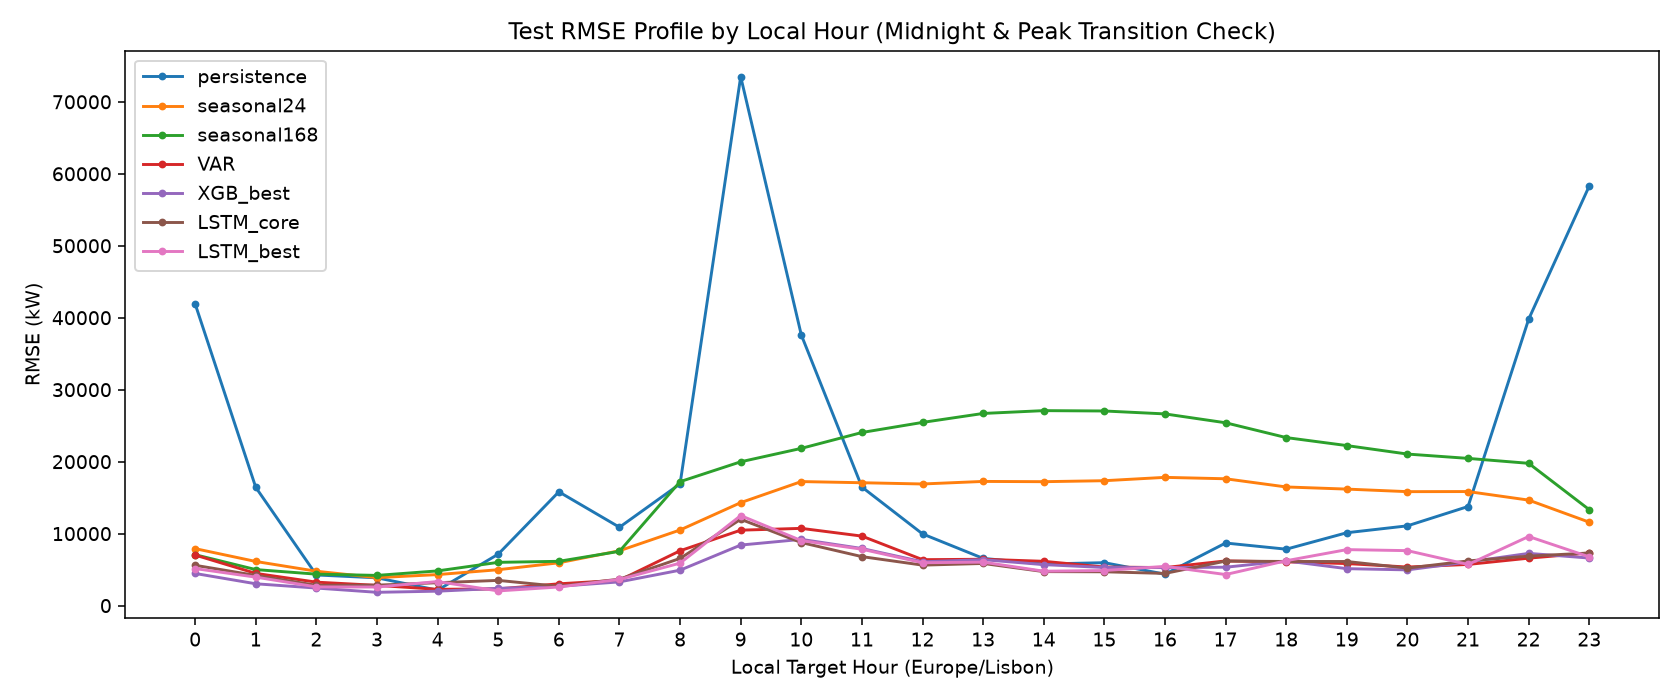 Test RMSE Profile by Local Hour (Midnight & Peak Transition Check)
persistence
seasonal24
seasonal168
VAR
XGB_best
LSTM_core
LSTM_best
RMSE (kW)
70000
60000
50000
40000
30000
20000
10000
0
0 1 2 3 4 5 6 7 8 9 10 11 12 13 14 15 16 17 18 19 20 21 22 23
Local Target Hour (Europe/Lisbon)